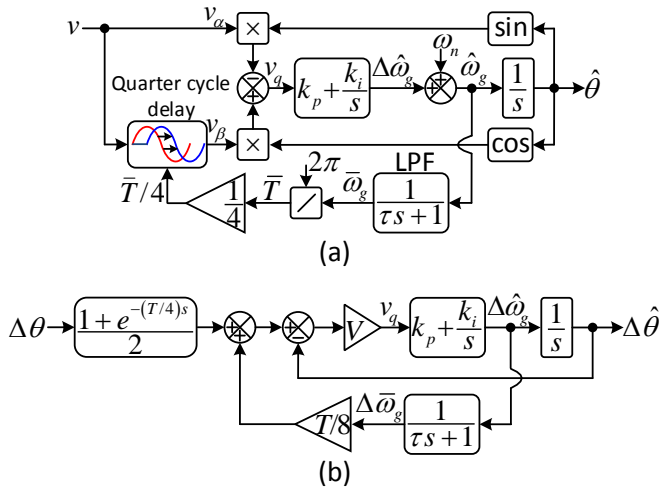 v
v_α
×
sin
ω_n
v_q
k_p + k_i/s
Δω̂_g
ω̂_g
1/s
θ̂
Quarter cycle
delay
v_β
×
cos
T̄/4
1/4
T̄
2π
/
ω̄_g
LPF
1/(τs+1)
(a)
Δθ
(1+e^{-(T/4)s})/2
V
v_q
k_p + k_i/s
Δω̂_g
1/s
Δθ̂
T/8
Δω̄_g
1/(τs+1)
(b)